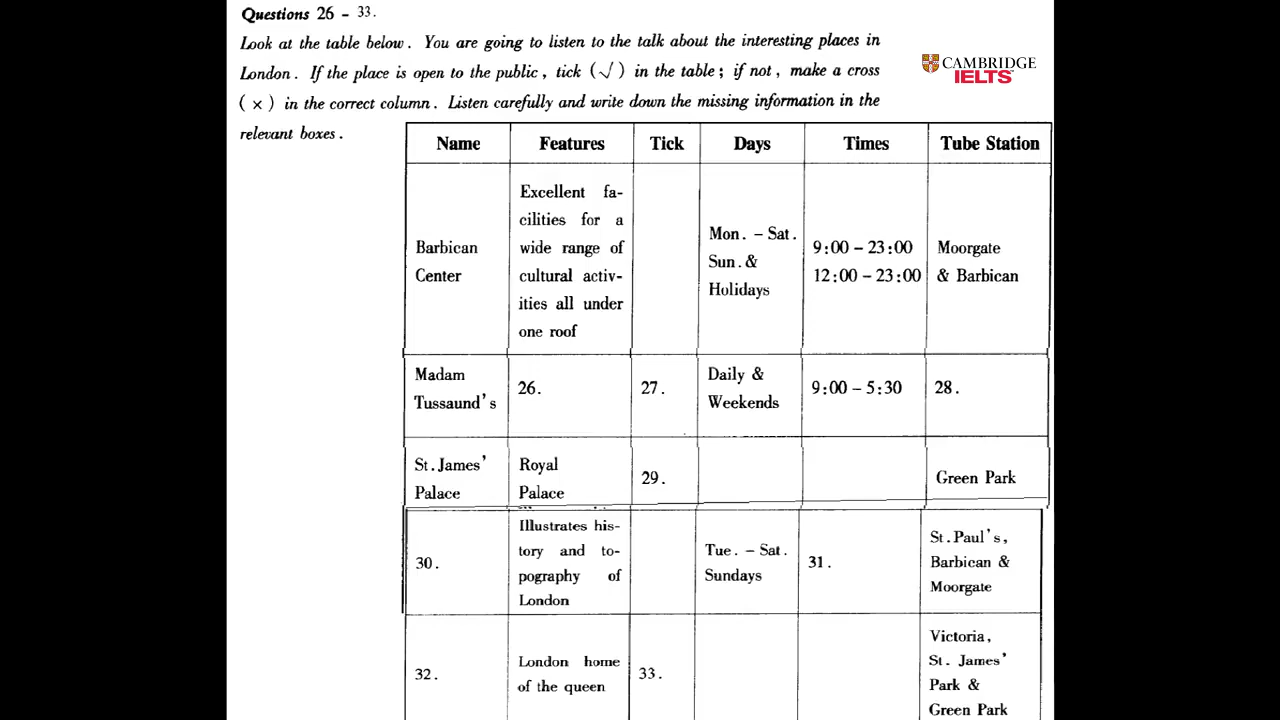 Questions 26 - 33.
Look at the table below. You are going to listen to the talk about the interesting places in
London. If the place is open to the public, tick (√) in the table; if not, make a cross
(×) in the correct column. Listen carefully and write down the missing information in the
relevant boxes.
CAMBRIDGE
IELTS
Name Features Tick Days Times Tube Station
Barbican
Center
Excellent fa-
cilities for a
wide range of
cultural activ-
ities all under
one roof
Mon. - Sat.
Sun. &
Holidays
9:00 - 23:00
12:00 - 23:00
Moorgate
& Barbican
Madam
Tussaund's
26.
27.
Daily &
Weekends
9:00 - 5:30
28.
St. James'
Palace
Royal
Palace
29.
Green Park
30.
Illustrates his-
tory and to-
pography of
London
Tue. - Sat.
Sundays
31.
St. Paul's,
Barbican &
Moorgate
32.
London home
of the queen
33.
Victoria,
St. James'
Park &
Green Park